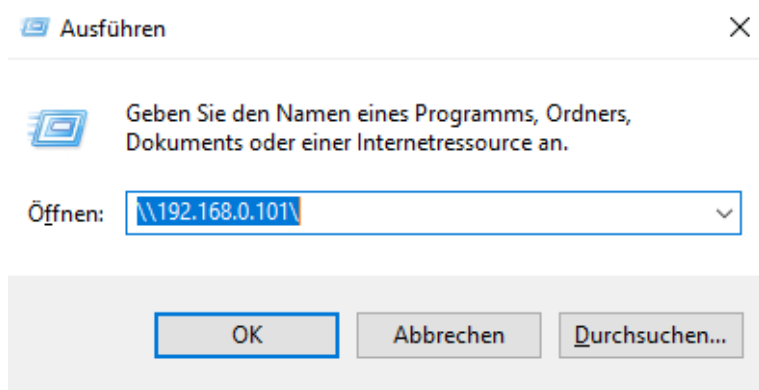 Ausführen
Geben Sie den Namen eines Programms, Ordners,
Dokuments oder einer Internetressource an.
Öffnen: \\192.168.0.101\
OK Abbrechen Durchsuchen...